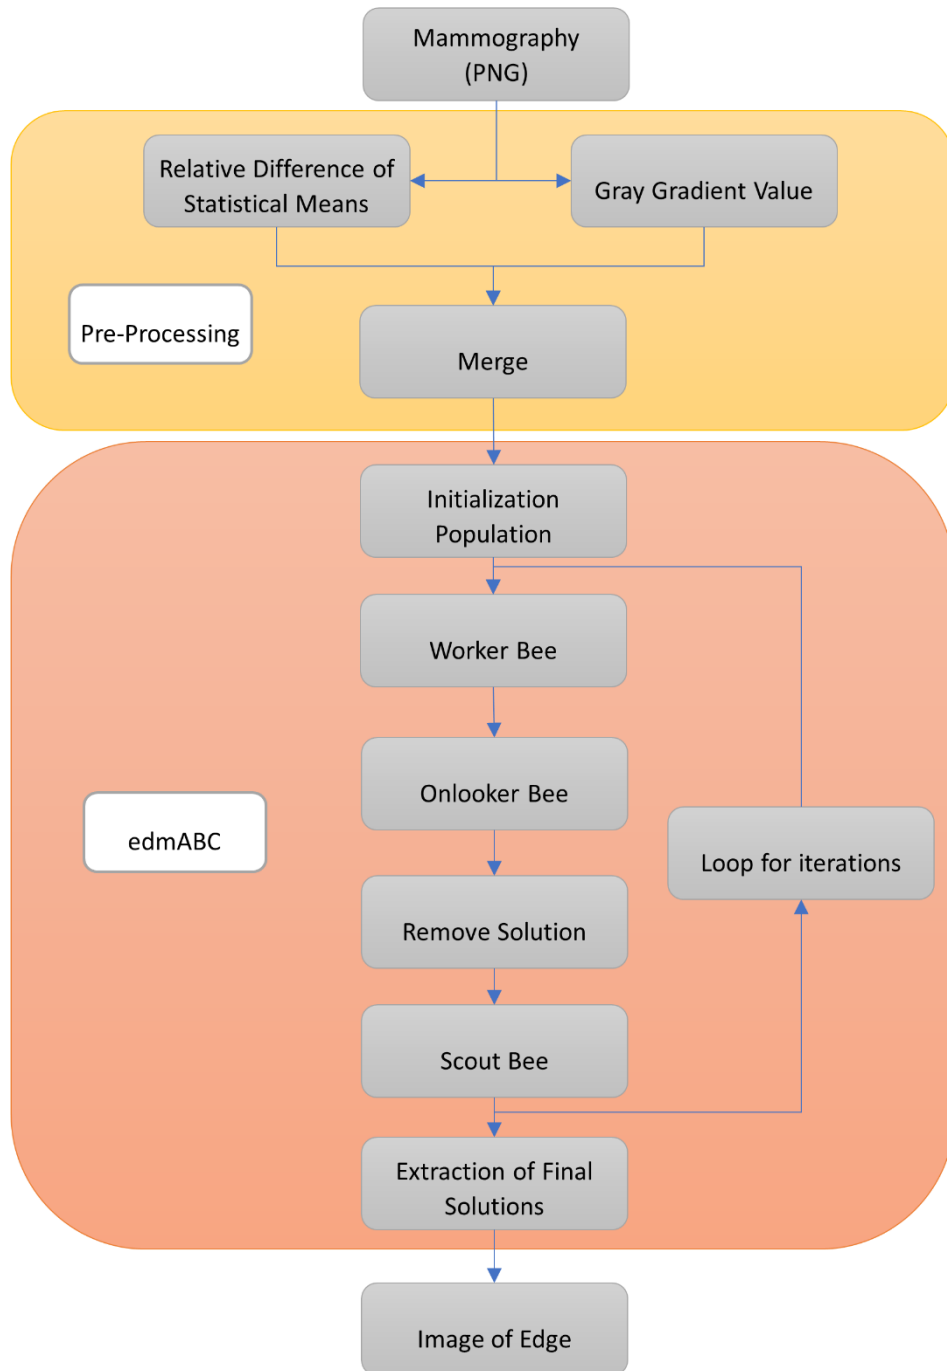 Mammography
(PNG)
Relative Difference of
Statistical Means
Gray Gradient Value
Pre-Processing
Merge
Initialization
Population
Worker Bee
Onlooker Bee
edmABC
Loop for iterations
Remove Solution
Scout Bee
Extraction of Final
Solutions
Image of Edge